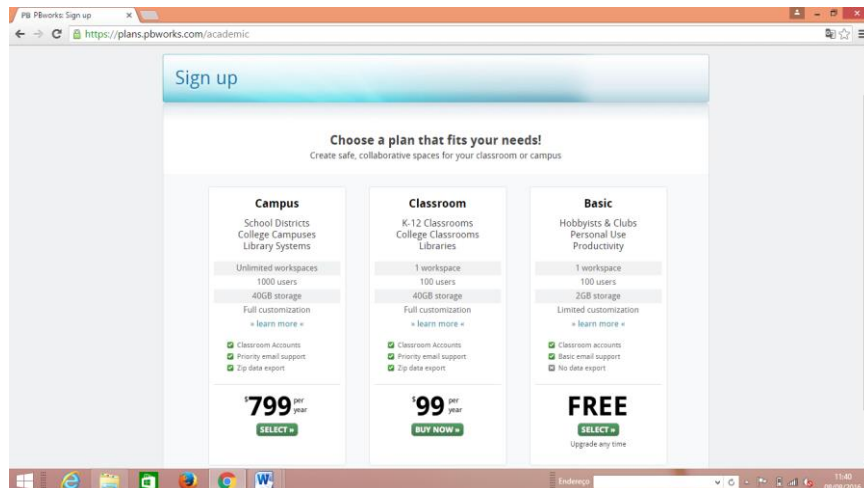 PB PBworks: Sign up
https://plans.pbworks.com/academic
Sign up
Choose a plan that fits your needs!
Create safe, collaborative spaces for your classroom or campus
Campus
School Districts
College Campuses
Library Systems
Unlimited workspaces
1000 users
40GB storage
Full customization
« learn more »
Classroom Accounts
Priority email support
Zip data export
$799 per year
SELECT »
Classroom
K-12 Classrooms
College Classrooms
Libraries
1 workspace
100 users
40GB storage
Full customization
« learn more »
Classroom Accounts
Priority email support
Zip data export
$99 per year
BUY NOW »
Basic
Hobbyists & Clubs
Personal Use
Productivity
1 workspace
100 users
2GB storage
Limited customization
« learn more »
Classroom accounts
Basic email support
No data export
FREE
SELECT »
Upgrade any time
Endereço
11:40